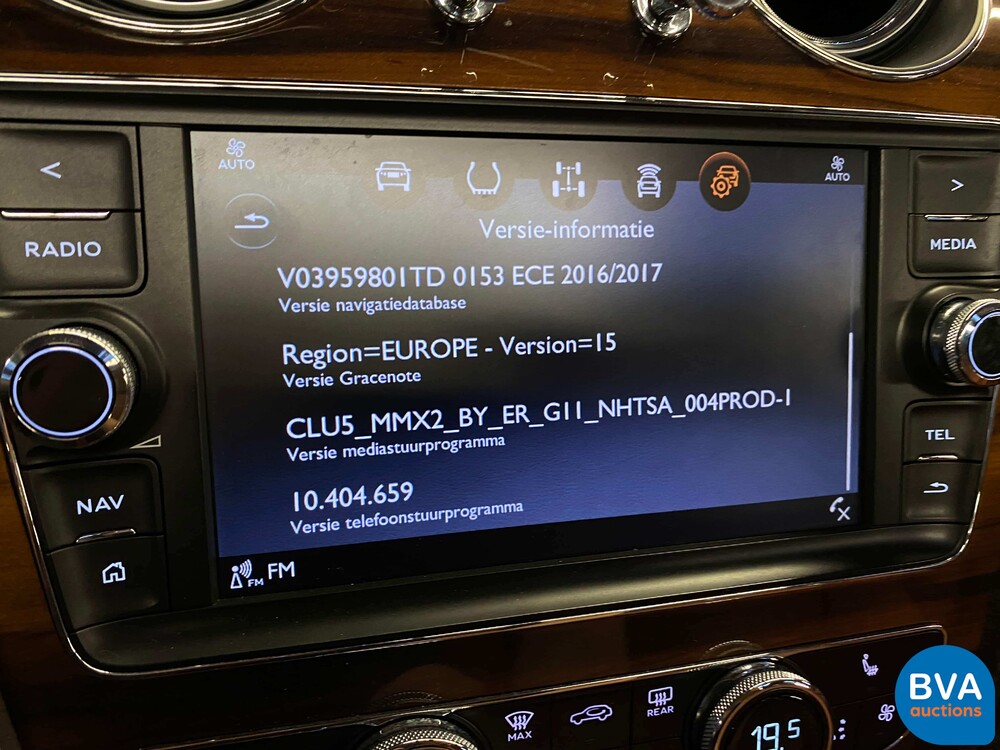 <
RADIO
NAV
AUTO
AUTO
Versie-informatie
V03959801TD 0153 ECE 2016/2017
Versie navigatiedatabase
Region=EUROPE - Version=15
Versie Gracenote
CLU5_MMX2_BY_ER_G11_NHTSA_004PROD-1
Versie mediastuurprogramma
10.404.659
Versie telefoonstuurprogramma
FM FM
>
MEDIA
TEL
MAX
REAR
19.5
BVA
auctions